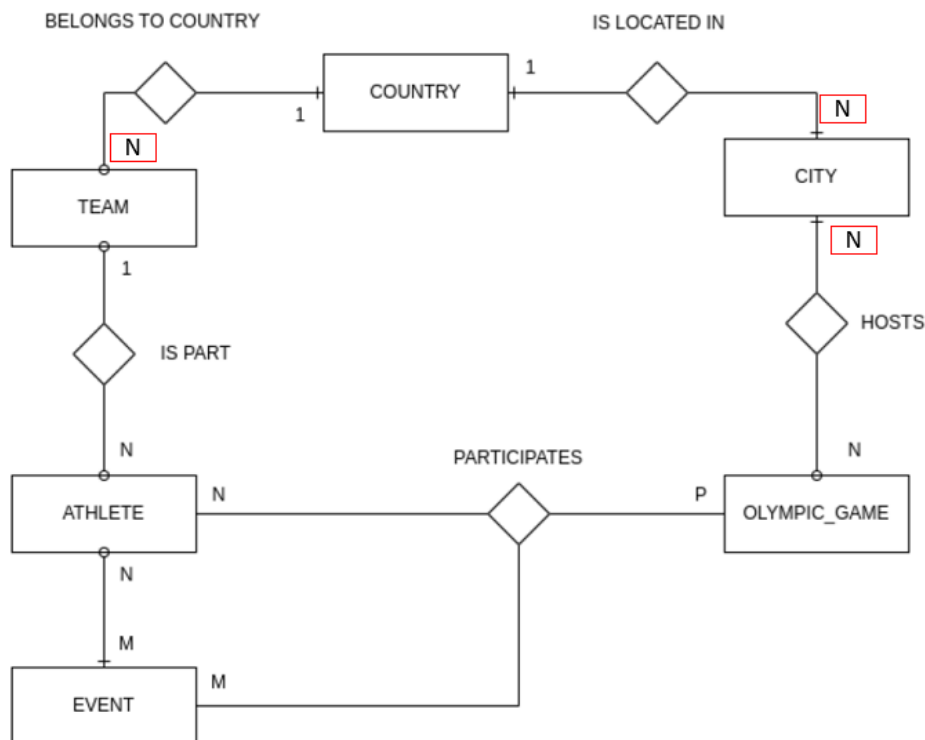 BELONGS TO COUNTRY
IS LOCATED IN
COUNTRY
1
1
N
N
TEAM
CITY
1
N
HOSTS
IS PART
N
N
PARTICIPATES
ATHLETE
N
P
OLYMPIC_GAME
N
M
M
EVENT